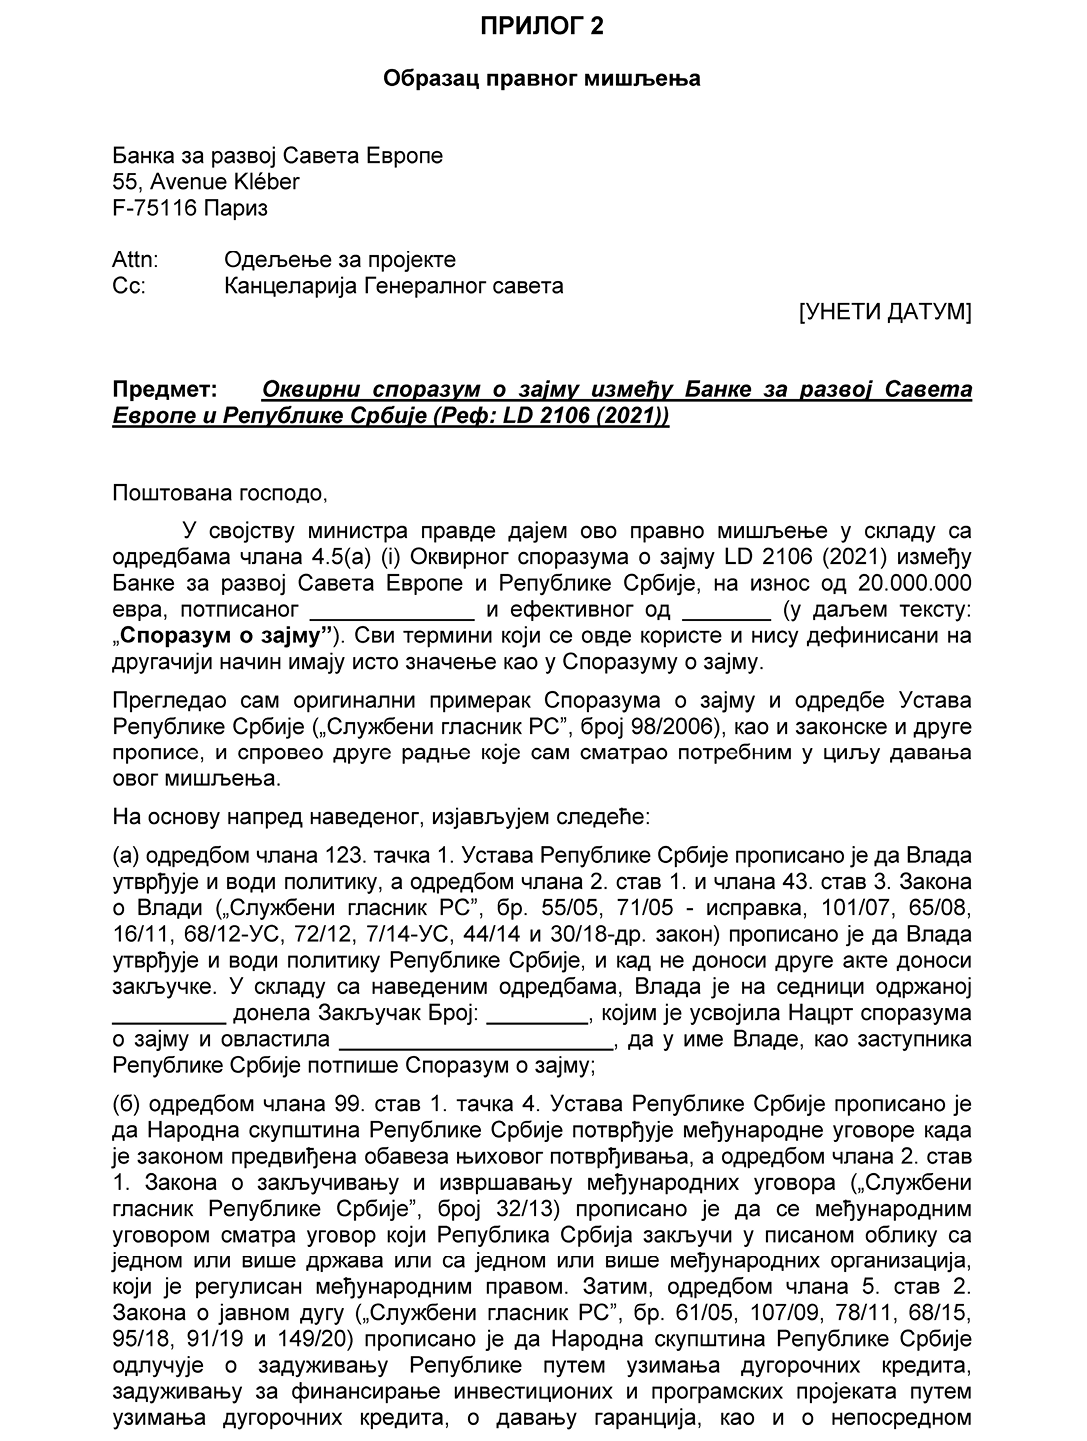 ПРИЛОГ 2
Образац правног мишљења
Банка за развој Савета Европе
55, Avenue Kléber
F-75116 Париз
Attn: Одељење за пројекте
Cc: Канцеларија Генералног савета
[УНЕТИ ДАТУМ]
Предмет: Оквирни споразум о зајму између Банке за развој Савета
Европе и Републике Србије (Реф: LD 2106 (2021))
Поштована господо,
У својству министра правде дајем ово правно мишљење у складу са
одредбама члана 4.5(а) (i) Оквирног споразума о зајму LD 2106 (2021) између
Банке за развој Савета Европе и Републике Србије, на износ од 20.000.000
евра, потписаног _____________ и ефективног од _______ (у даљем тексту:
„Споразум о зајму”). Сви термини који се овде користе и нису дефинисани на
другачији начин имају исто значење као у Споразуму о зајму.
Прегледао сам оригинални примерак Споразума о зајму и одредбе Устава
Републике Србије („Службени гласник РС”, број 98/2006), као и законске и друге
прописе, и спровео друге радње које сам сматрао потребним у циљу давања
овог мишљења.
На основу напред наведеног, изјављујем следеће:
(а) одредбом члана 123. тачка 1. Устава Републике Србије прописано је да Влада
утврђује и води политику, а одредбом члана 2. став 1. и члана 43. став 3. Закона
о Влади („Службени гласник РС”, бр. 55/05, 71/05 - исправка, 101/07, 65/08,
16/11, 68/12-УС, 72/12, 7/14-УС, 44/14 и 30/18-др. закон) прописано је да Влада
утврђује и води политику Републике Србије, и кад не доноси друге акте доноси
закључке. У складу са наведеним одредбама, Влада је на седници одржаној
_________ донела Закључак Број: ________, којим је усвојила Нацрт споразума
о зајму и овластила ______________________, да у име Владе, као заступника
Републике Србије потпише Споразум о зајму;
(б) одредбом члана 99. став 1. тачка 4. Устава Републике Србије прописано је
да Народна скупштина Републике Србије потврђује међународне уговоре када
је законом предвиђена обавеза њиховог потврђивања, а одредбом члана 2. став
1. Закона о закључивању и извршавању међународних уговора („Службени
гласник Републике Србије”, број 32/13) прописано је да се међународним
уговором сматра уговор који Република Србија закључи у писаном облику са
једном или више држава или са једном или више међународних организација,
који је регулисан међународним правом. Затим, одредбом члана 5. став 2.
Закона о јавном дугу („Службени гласник РС”, бр. 61/05, 107/09, 78/11, 68/15,
95/18, 91/19 и 149/20) прописано је да Народна скупштина Републике Србије
одлучује о задуживању Републике путем узимања дугорочних кредита,
задуживању за финансирање инвестиционих и програмских пројеката путем
узимања дугорочних кредита, о давању гаранција, као и о непосредном